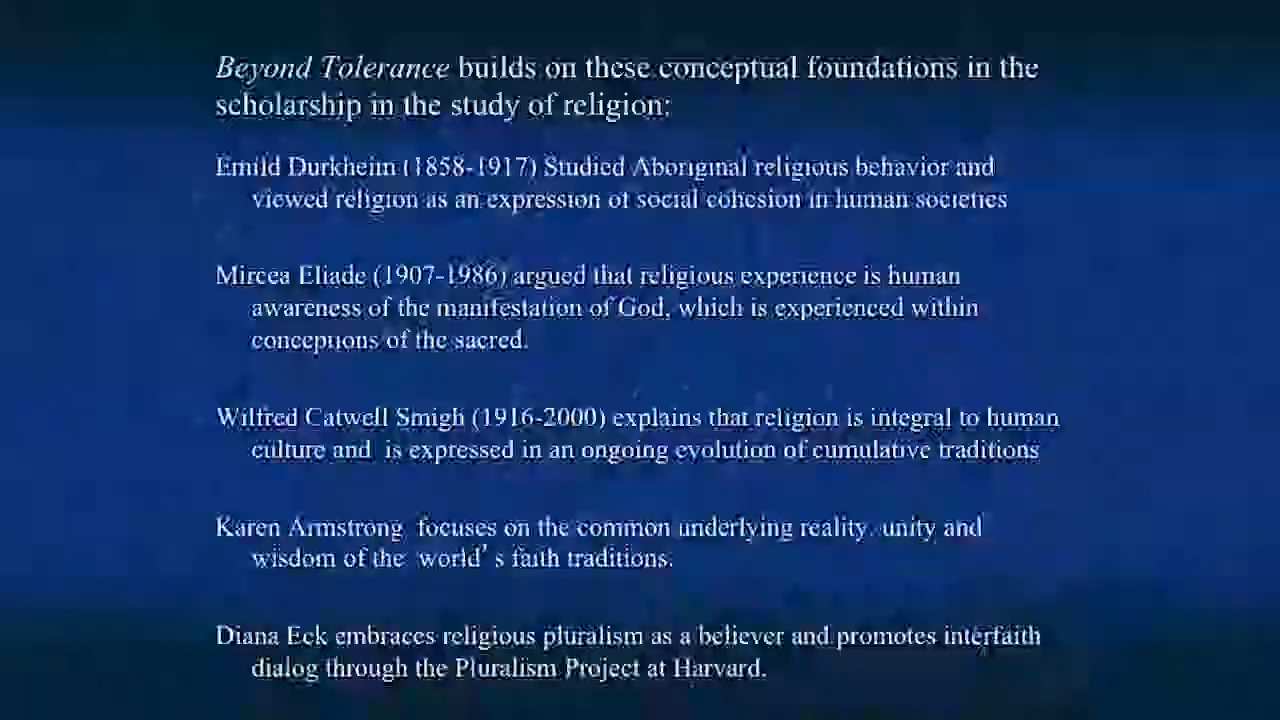 Beyond Tolerance builds on these conceptual foundations in the
scholarship in the study of religion:
Emild Durkheim (1858-1917) Studied Aboriginal religious behavior and
viewed religion as an expression of social cohesion in human societies
Mircea Eliade (1907-1986) argued that religious experience is human
awareness of the manifestation of God, which is experienced within
conceptions of the sacred.
Wilfred Catwell Smigh (1916-2000) explains that religion is integral to human
culture and is expressed in an ongoing evolution of cumulative traditions
Karen Armstrong focuses on the common underlying reality, unity and
wisdom of the world's faith traditions.
Diana Eck embraces religious pluralism as a believer and promotes interfaith
dialog through the Pluralism Project at Harvard.